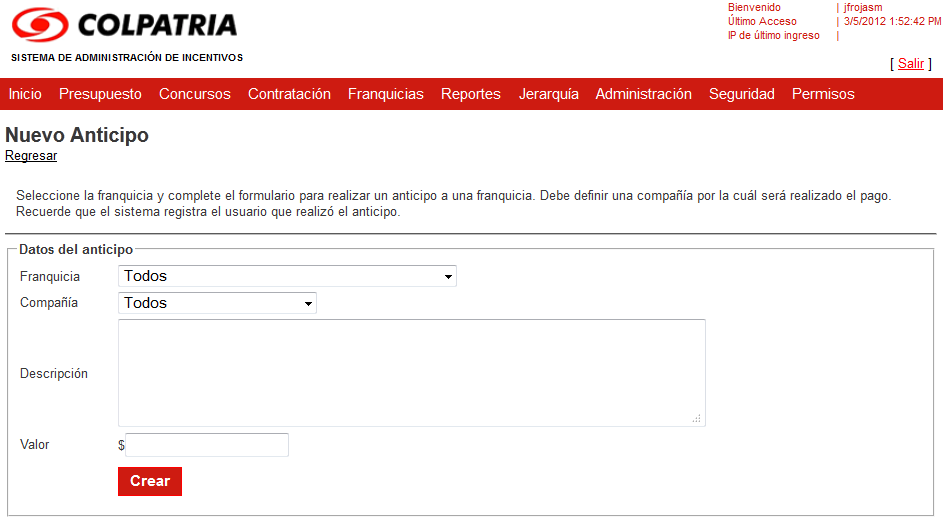 COLPATRIA
SISTEMA DE ADMINISTRACIÓN DE INCENTIVOS
Bienvenido | jfrojasm
Último Acceso | 3/5/2012 1:52:42 PM
IP de último ingreso |
[ Salir ]
Inicio Presupuesto Concursos Contratación Franquicias Reportes Jerarquía Administración Seguridad Permisos
Nuevo Anticipo
Regresar
Seleccione la franquicia y complete el formulario para realizar un anticipo a una franquicia. Debe definir una compañía por la cuál será realizado el pago.
Recuerde que el sistema registra el usuario que realizó el anticipo.
Datos del anticipo
Franquicia Todos
Compañía Todos
Descripción
Valor $
Crear